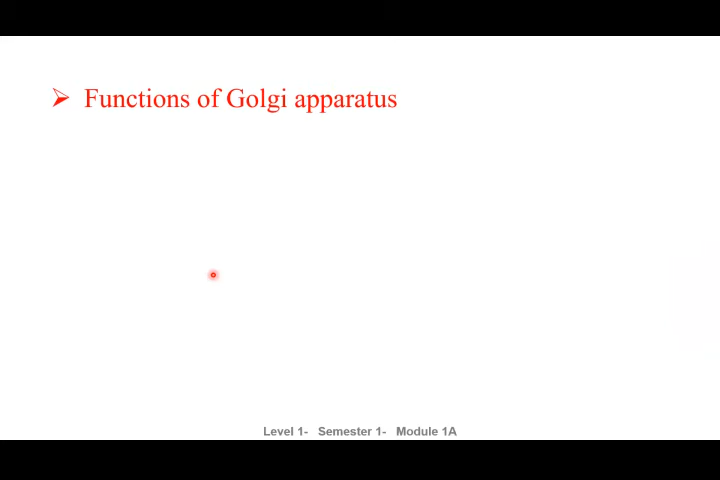 Functions of Golgi apparatus
Level 1- Semester 1- Module 1A